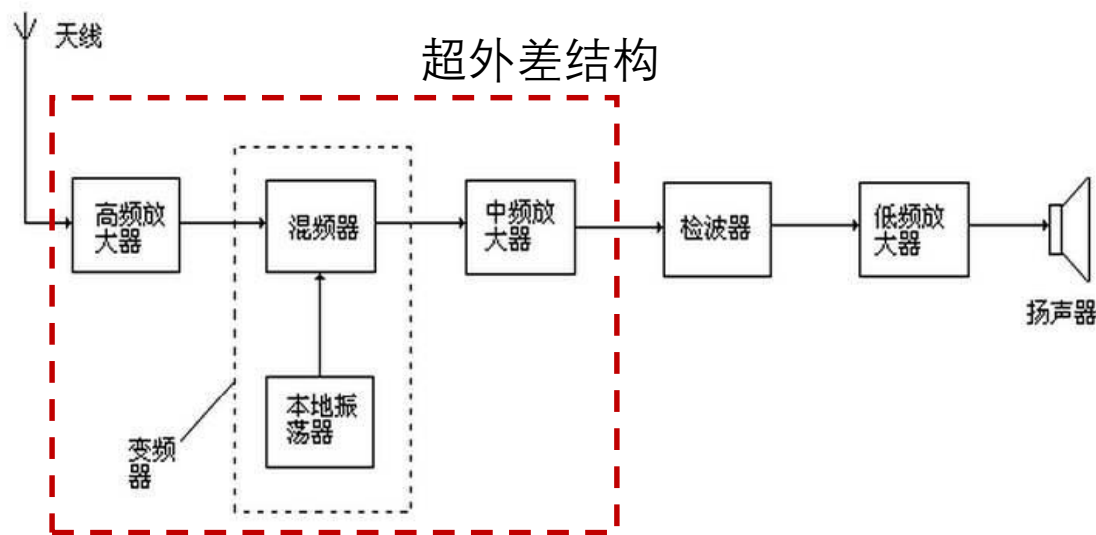 天线
超外差结构
高频放
大器
混频器
中频放
大器
检波器
低频放
大器
扬声器
本地振
荡器
变频
器